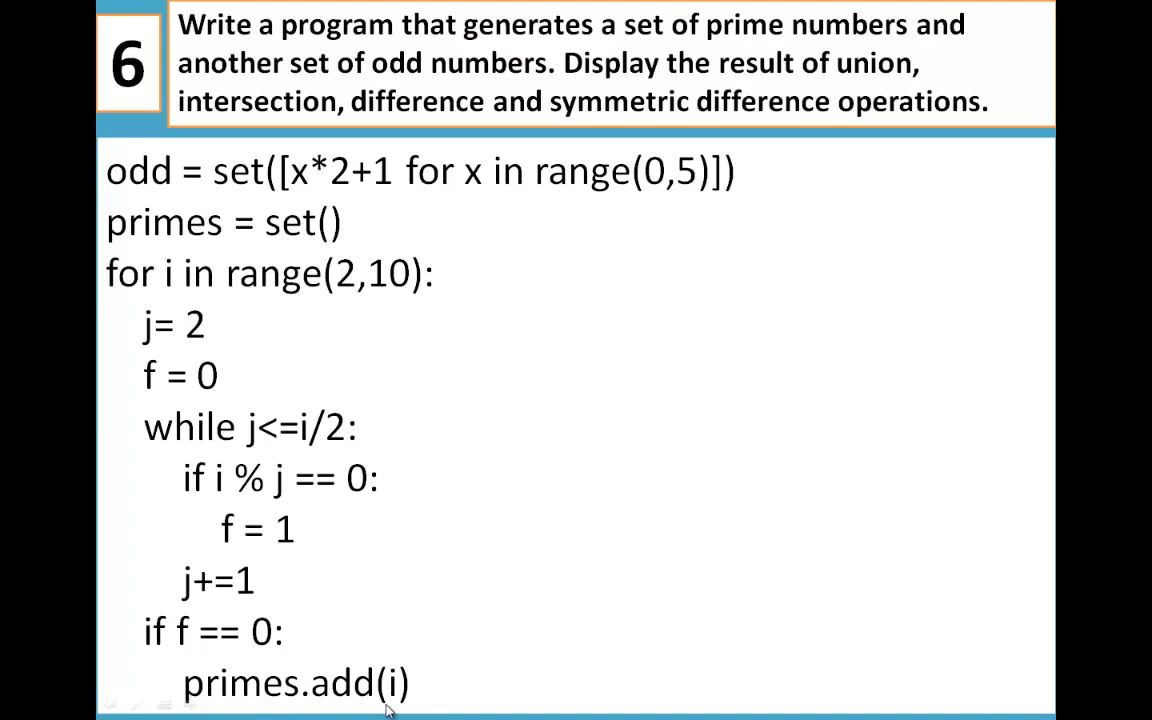 6
Write a program that generates a set of prime numbers and
another set of odd numbers. Display the result of union,
intersection, difference and symmetric difference operations.
odd = set([x*2+1 for x in range(0,5)])
primes = set()
for i in range(2,10):
j= 2
f = 0
while j<=i/2:
if i % j == 0:
f = 1
j+=1
if f == 0:
primes.add(i)